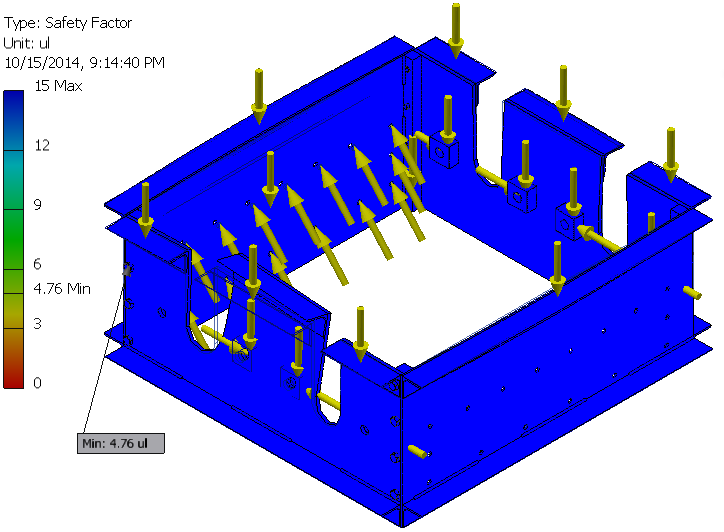 Type: Safety Factor
Unit: ul
10/15/2014, 9:14:40 PM
15 Max
12
9
6
4.76 Min
3
0
Min: 4.76 ul